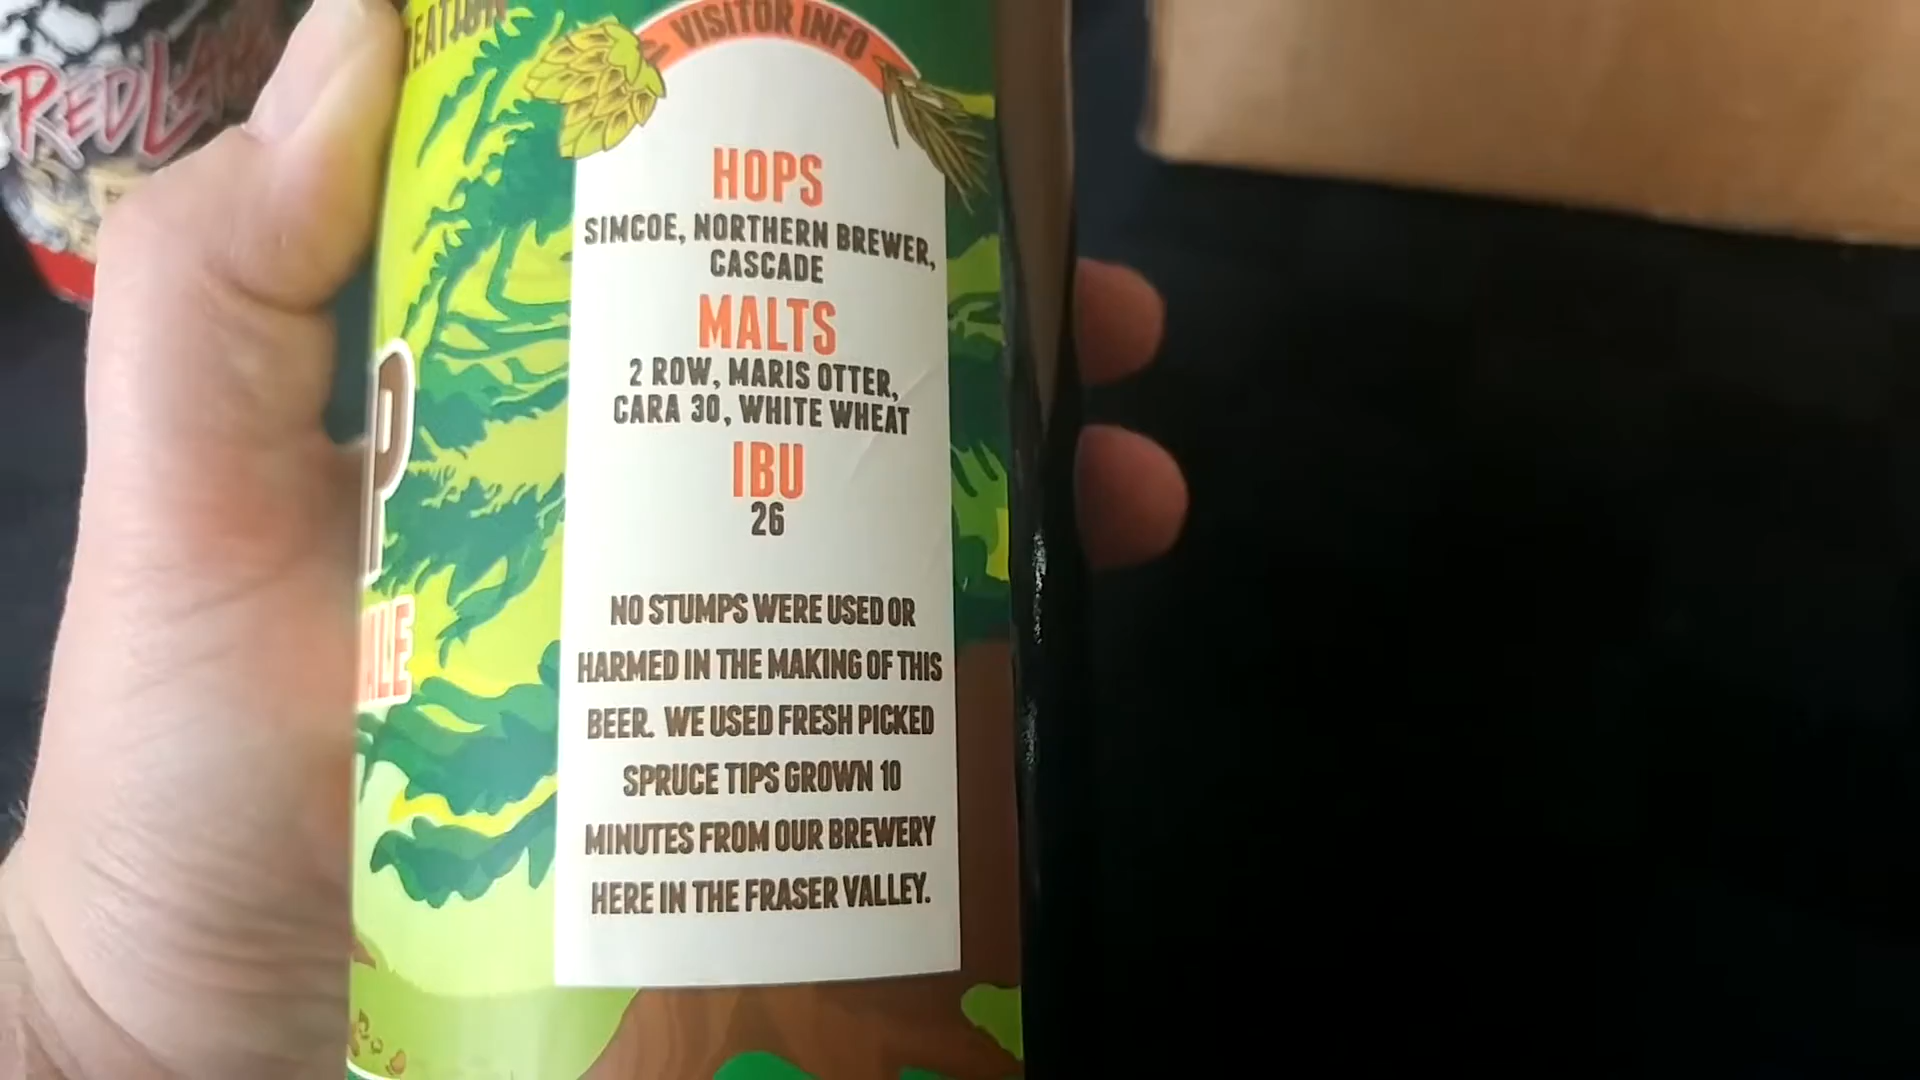 VISITOR INFO
HOPS
SIMCOE, NORTHERN BREWER,
CASCADE
MALTS
2 ROW, MARIS OTTER,
CARA 30, WHITE WHEAT
IBU
26
NO STUMPS WERE USED OR
HARMED IN THE MAKING OF THIS
BEER. WE USED FRESH PICKED
SPRUCE TIPS GROWN 10
MINUTES FROM OUR BREWERY
HERE IN THE FRASER VALLEY.
P
ALE
RED